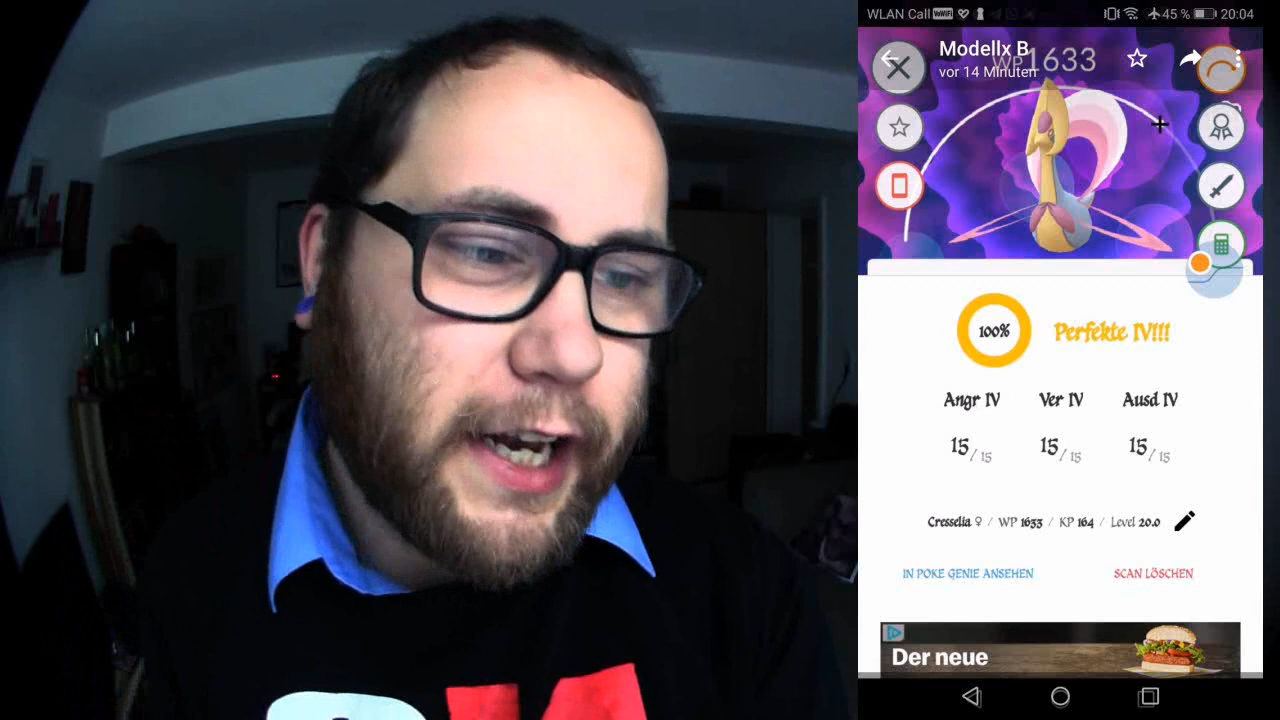 WLAN Call WoWiFi 45 % 20:04
Modellx B
WP 1633
vor 14 Minuten
100% Perfekte IV!!!
Angr IV Ver IV Ausd IV
15/15 15/15 15/15
Cresselia ♀ / WP 1633 / KP 164 / Level 20.0
IN POKE GENIE ANSEHEN SCAN LÖSCHEN
Der neue